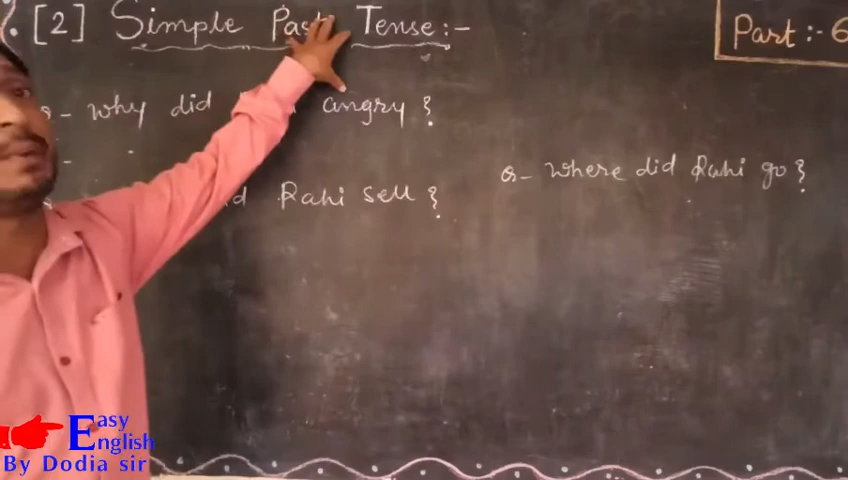 [2] Simple Past Tense:-
Part:- 6
Q- why did angry ?
-
Rahi sell ?
Q- where did Rahi go ?
Easy
English
By Dodia sir